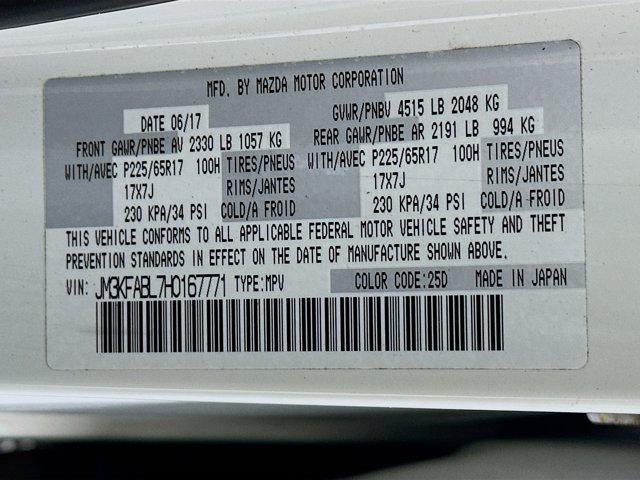 MFD. BY MAZDA MOTOR CORPORATION
DATE 06/17 GVWR/PNBV 4515 LB 2048 KG
FRONT GAWR/PNBE AV 2330 LB 1057 KG REAR GAWR/PNBE AR 2191 LB 994 KG
WITH/AVEC P225/65R17 100H TIRES/PNEUS WITH/AVEC P225/65R17 100H TIRES/PNEUS
17X7J RIMS/JANTES 17X7J RIMS/JANTES
230 KPA/34 PSI COLD/A FROID 230 KPA/34 PSI COLD/A FROID
THIS VEHICLE CONFORMS TO ALL APPLICABLE FEDERAL MOTOR VEHICLE SAFETY AND THEFT
PREVENTION STANDARDS IN EFFECT ON THE DATE OF MANUFACTURE SHOWN ABOVE.
VIN: JM3KFABL7H0167771 TYPE:MPV COLOR CODE:25D MADE IN JAPAN